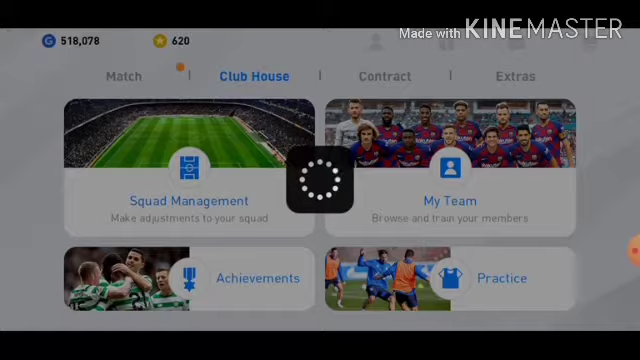 518,078
620
Made with KINEMASTER
Match
Club House
Contract
Extras
Squad Management
Make adjustments to your squad
My Team
Browse and train your members
Achievements
Practice